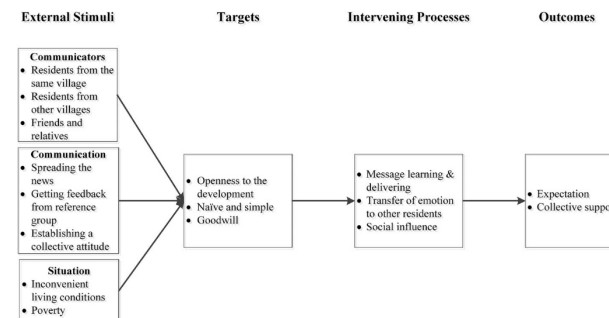 External Stimuli
Targets
Intervening Processes
Outcomes
Communicators
• Residents from the
same village
• Residents from
other villages
• Friends and
relatives
Communication
• Spreading the
news
• Getting feedback
from reference
group
• Establishing a
collective attitude
Situation
• Inconvenient
living conditions
• Poverty
• Openness to the
development
• Naïve and simple
• Goodwill
• Message learning &
delivering
• Transfer of emotion
to other residents
• Social influence
• Expectation
• Collective suppo